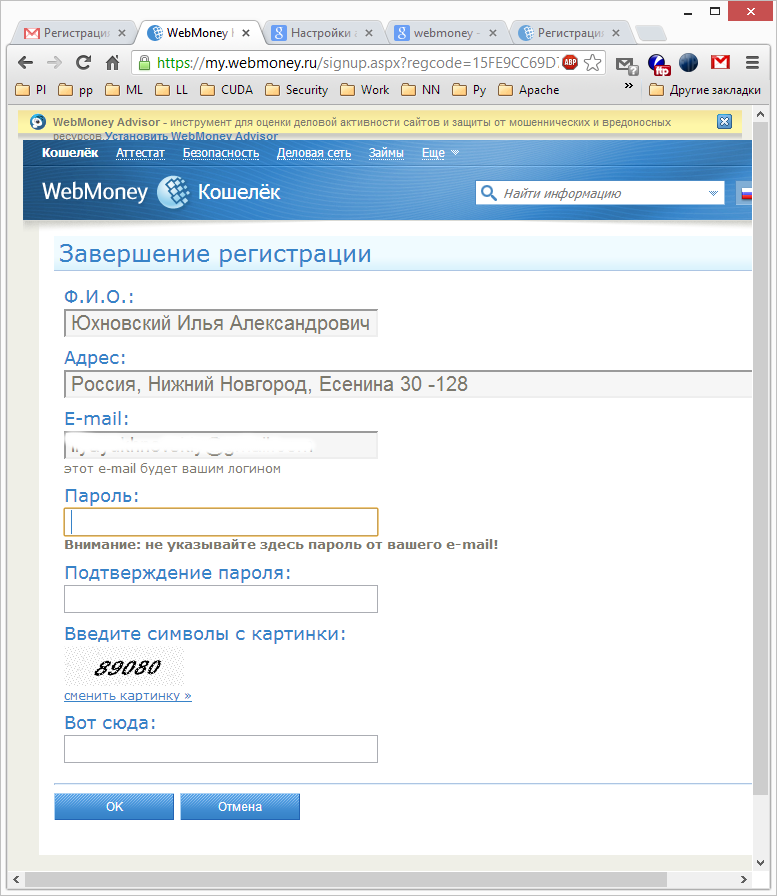 Регистраци
WebMoney
Настройки
webmoney -
Регистраци
https://my.webmoney.ru/signup.aspx?regcode=15FE9CC69D
ABP
?
ftp
PI
pp
ML
LL
CUDA
Security
Work
NN
Py
Apache
»
Другие закладки
WebMoney Advisor - инструмент для оценки деловой активности сайтов и защиты от мошеннических и вредоносных
ресурсов Установить WebMoney Advisor
Кошелёк
Аттестат
Безопасность
Деловая сеть
Займы
Еще
WebMoney Кошелёк
Найти информацию
Завершение регистрации
Ф.И.О.:
Юхновский Илья Александрович
Адрес:
Россия, Нижний Новгород, Есенина 30 -128
E-mail:
этот e-mail будет вашим логином
Пароль:
Внимание: не указывайте здесь пароль от вашего e-mail!
Подтверждение пароля:
Введите символы с картинки:
89080
сменить картинку »
Вот сюда:
OK
Отмена